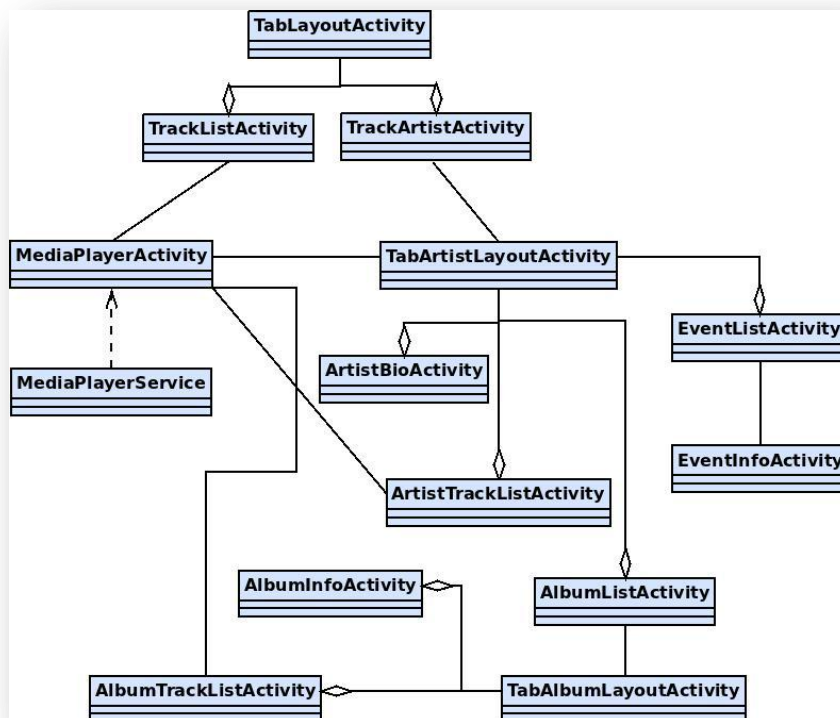 TabLayoutActivity
TrackListActivity
TrackArtistActivity
MediaPlayerActivity
TabArtistLayoutActivity
EventListActivity
MediaPlayerService
ArtistBioActivity
EventInfoActivity
ArtistTrackListActivity
AlbumInfoActivity
AlbumListActivity
AlbumTrackListActivity
TabAlbumLayoutActivity